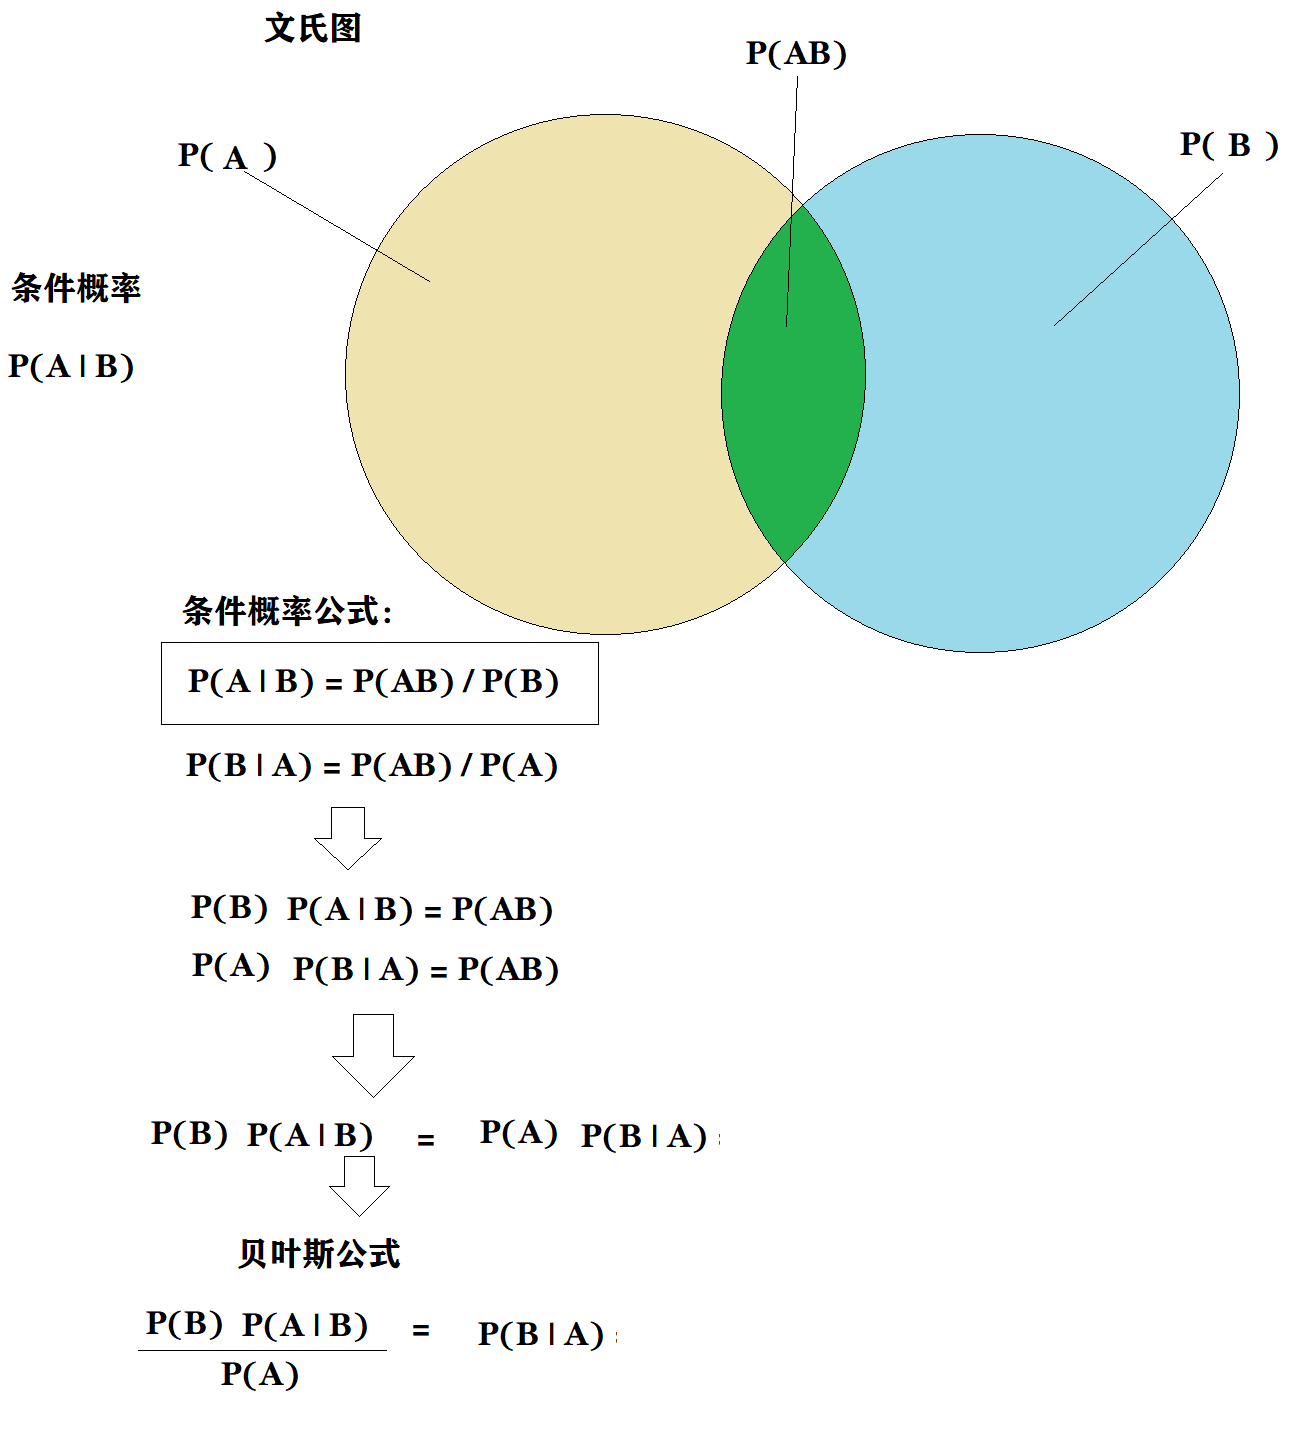 文氏图
P(AB)
P( A )
P( B )
条件概率
P(A|B)
条件概率公式:
P(A|B) = P(AB) / P(B)
P(B|A) = P(AB) / P(A)
P(B) P(A|B) = P(AB)
P(A) P(B|A) = P(AB)
P(B) P(A|B) = P(A) P(B|A)
贝叶斯公式
P(B) P(A|B) = P(B|A)
P(A)